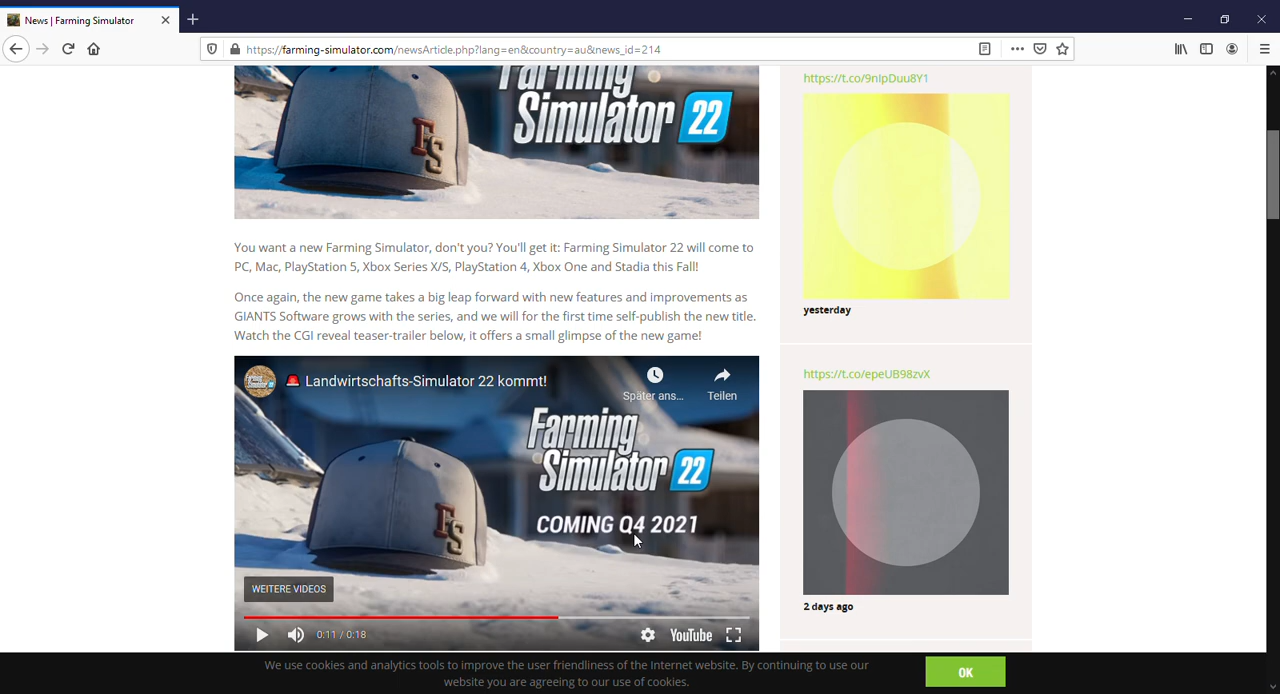 News | Farming Simulator
https://farming-simulator.com/newsArticle.php?lang=en&country=au&news_id=214
Farming
Simulator 22
FS
You want a new Farming Simulator, don't you? You'll get it: Farming Simulator 22 will come to
PC, Mac, PlayStation 5, Xbox Series X/S, PlayStation 4, Xbox One and Stadia this Fall!
Once again, the new game takes a big leap forward with new features and improvements as
GIANTS Software grows with the series, and we will for the first time self-publish the new title.
Watch the CGI reveal teaser-trailer below, it offers a small glimpse of the new game!
Landwirtschafts-Simulator 22 kommt!
Später ans...
Teilen
Farming
Simulator 22
COMING Q4 2021
FS
WEITERE VIDEOS
0:11 / 0:18
YouTube
https://t.co/9nIpDuu8Y1
yesterday
https://t.co/epeUB98zvX
2 days ago
We use cookies and analytics tools to improve the user friendliness of the Internet website. By continuing to use our
website you are agreeing to our use of cookies.
OK